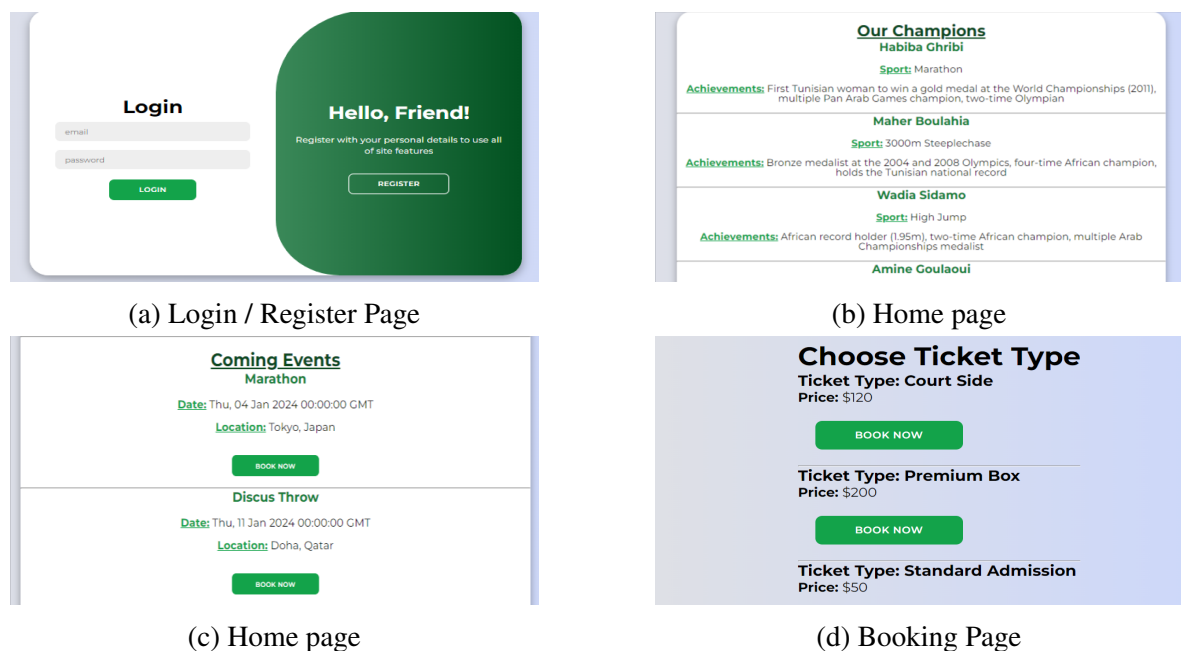 Login
email
password
LOGIN
Hello, Friend!
Register with your personal details to use all
of site features
REGISTER
(a) Login / Register Page
Our Champions
Habiba Ghribi
Sport: Marathon
Achievements: First Tunisian woman to win a gold medal at the World Championships (2011),
multiple Pan Arab Games champion, two-time Olympian
Maher Boulahia
Sport: 3000m Steeplechase
Achievements: Bronze medalist at the 2004 and 2008 Olympics, four-time African champion,
holds the Tunisian national record
Wadia Sidamo
Sport: High Jump
Achievements: African record holder (1.95m), two-time African champion, multiple Arab
Championships medalist
Amine Goulaoui
(b) Home page
Coming Events
Marathon
Date: Thu, 04 Jan 2024 00:00:00 GMT
Location: Tokyo, Japan
BOOK NOW
Discus Throw
Date: Thu, 11 Jan 2024 00:00:00 GMT
Location: Doha, Qatar
BOOK NOW
(c) Home page
Choose Ticket Type
Ticket Type: Court Side
Price: $120
BOOK NOW
Ticket Type: Premium Box
Price: $200
BOOK NOW
Ticket Type: Standard Admission
Price: $50
(d) Booking Page